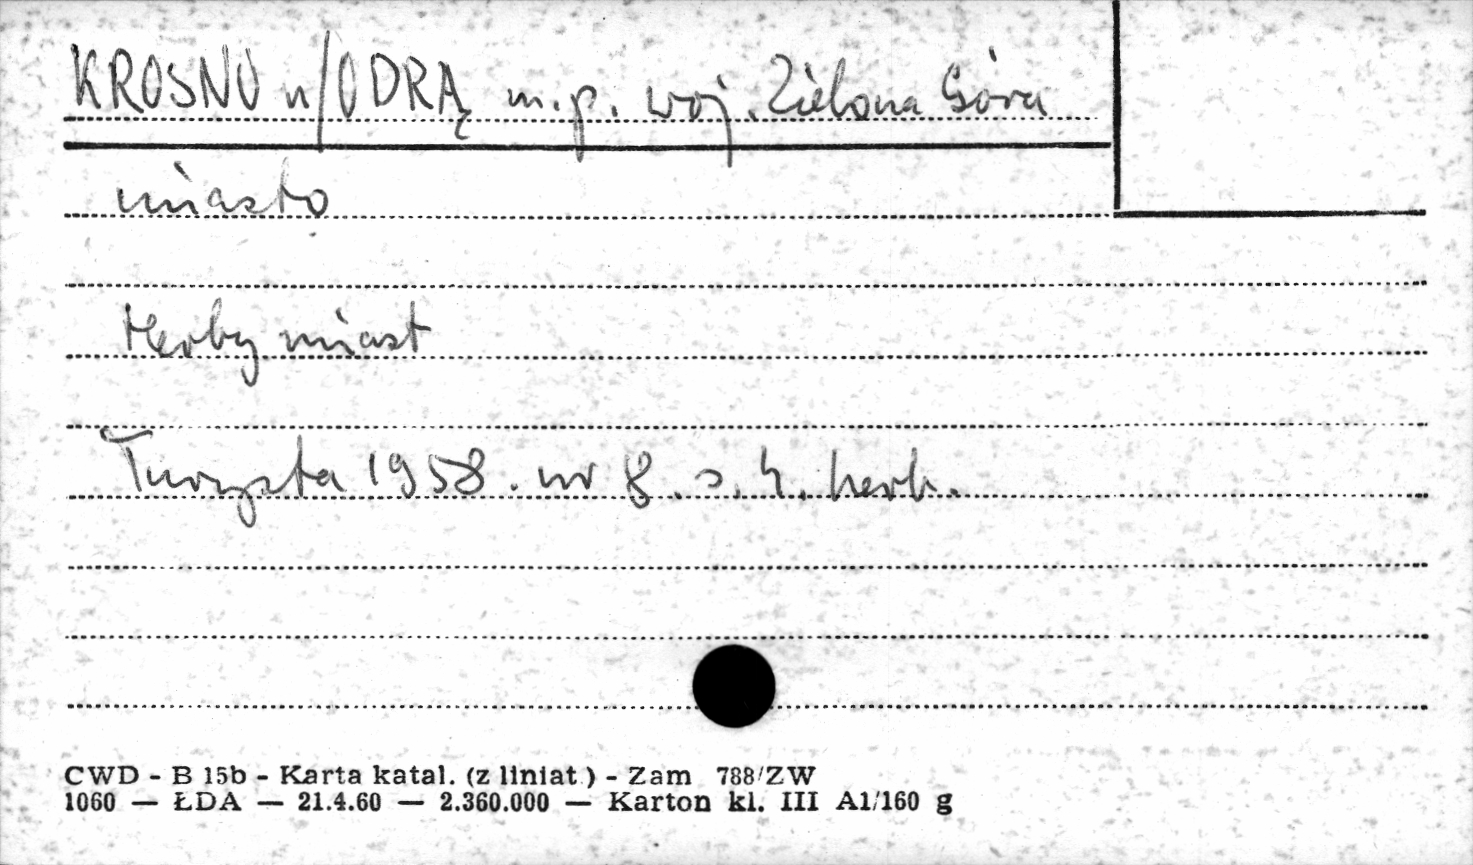 KROSNO n/ODRĄ m.p. woj. Zielona Góra
miasto
Herby miast
Turysta 1958. nr 8. s. 4. herb.
CWD - B 15b - Karta katal. (z liniat.) - Zam 788/ZW
1060 — ŁDA — 21.4.60 — 2.360.000 — Karton kl. III A1/160 g